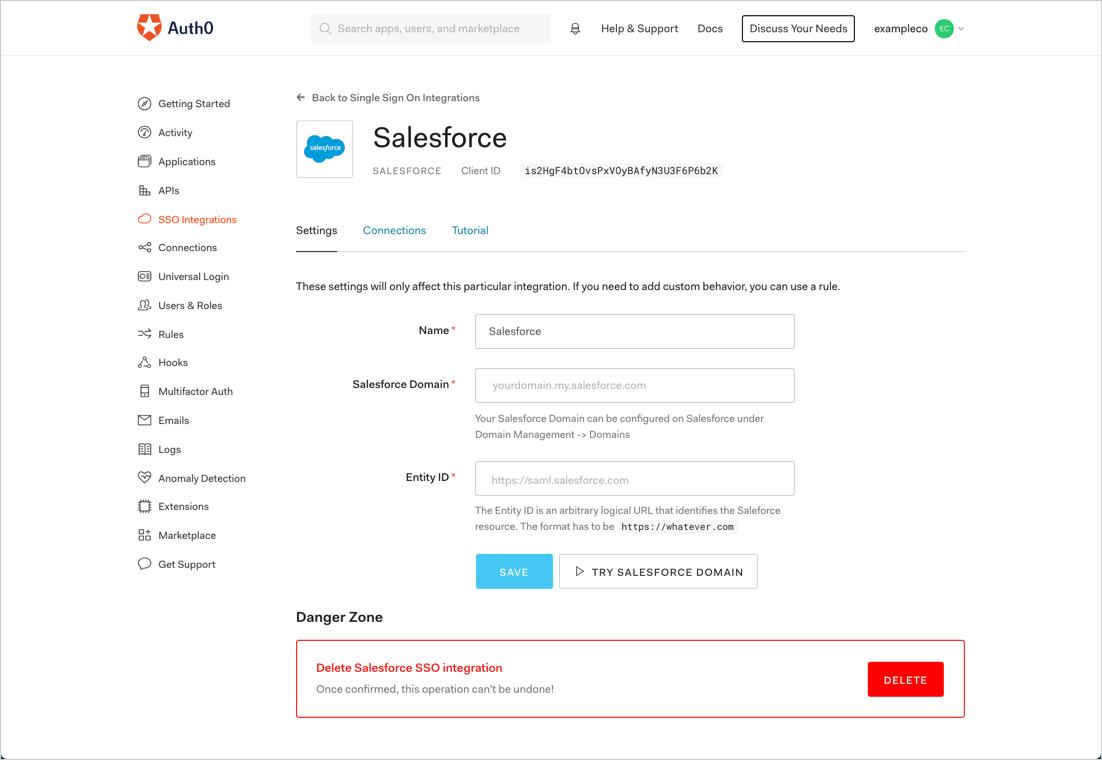 Auth0
Search apps, users, and marketplace
Help & Support
Docs
Discuss Your Needs
exampleco
EC
Getting Started
Activity
Applications
APIs
SSO Integrations
Connections
Universal Login
Users & Roles
Rules
Hooks
Multifactor Auth
Emails
Logs
Anomaly Detection
Extensions
Marketplace
Get Support
Back to Single Sign On Integrations
salesforce
Salesforce
SALESFORCE
Client ID
is2HgF4btOvsPxVOyBAfyN3U3F6P6b2K
Settings
Connections
Tutorial
These settings will only affect this particular integration. If you need to add custom behavior, you can use a rule.
Name *
Salesforce
Salesforce Domain *
yourdomain.my.salesforce.com
Your Salesforce Domain can be configured on Salesforce under
Domain Management -> Domains
Entity ID *
https://saml.salesforce.com
The Entity ID is an arbitrary logical URL that identifies the Saleforce
resource. The format has to be https://whatever.com
SAVE
TRY SALESFORCE DOMAIN
Danger Zone
Delete Salesforce SSO integration
Once confirmed, this operation can't be undone!
DELETE